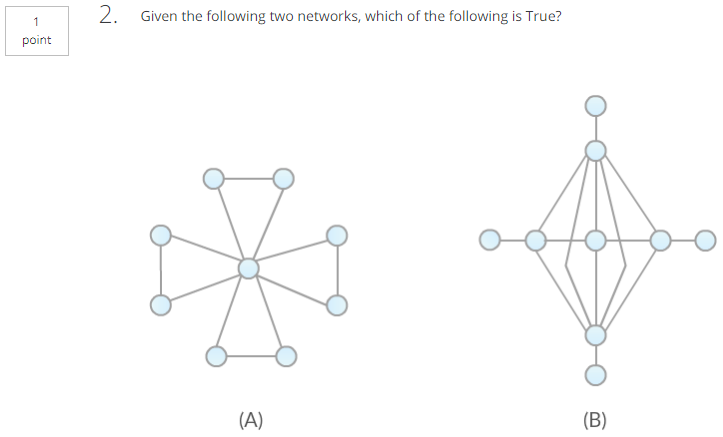 1
point
2. Given the following two networks, which of the following is True?
(A)
(B)